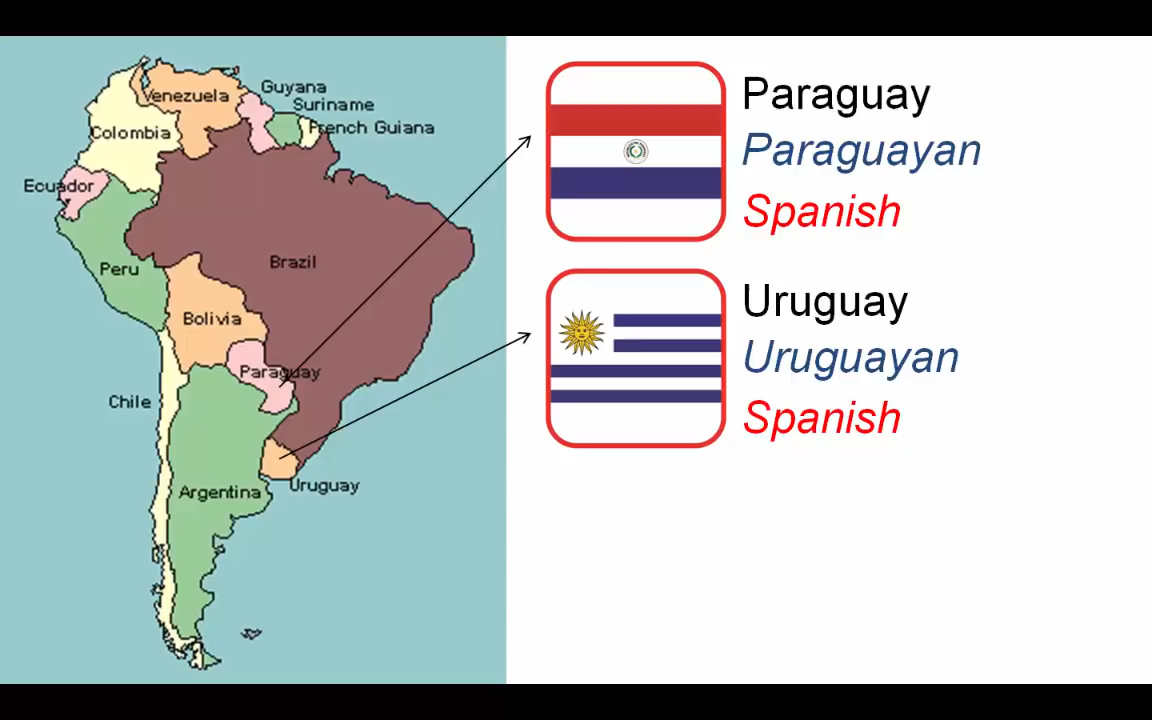 Venezuela
Guyana
Suriname
French Guiana
Colombia
Ecuador
Peru
Brazil
Bolivia
Paraguay
Chile
Argentina
Uruguay
Paraguay
Paraguayan
Spanish
Uruguay
Uruguayan
Spanish